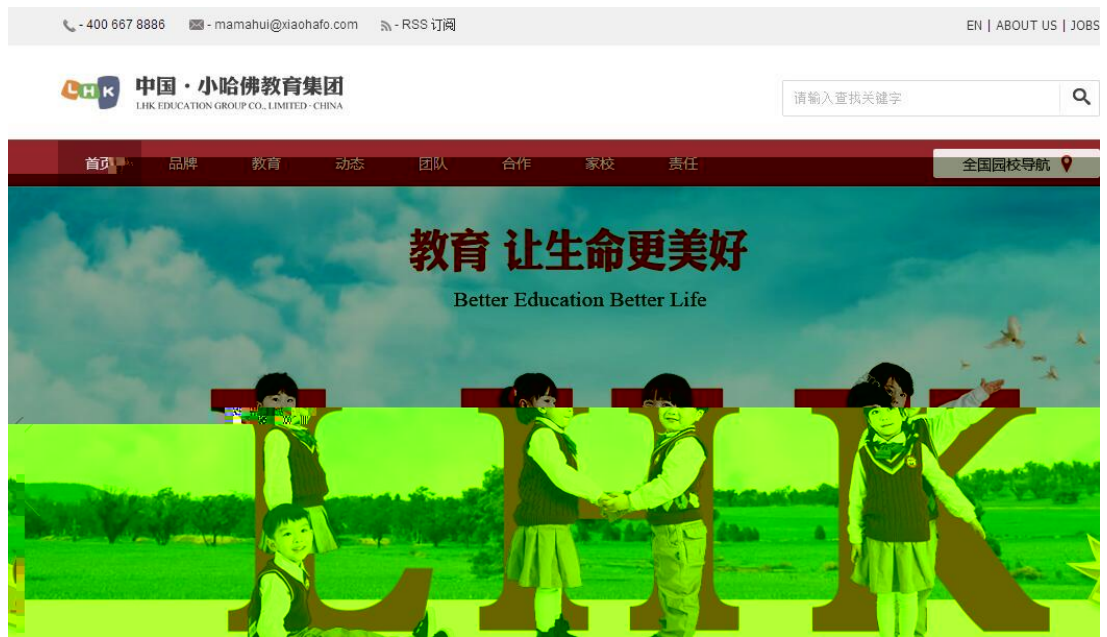 - 400 667 8886 - mamahui@xiaohafo.com - RSS 订阅 EN | ABOUT US | JOBS
LHK 中国·小哈佛教育集团
LHK EDUCATION GROUP CO., LIMITED - CHINA
请输入查找关键字
首页 品牌 教育 动态 团队 合作 家校 责任 全国园校导航
教育 让生命更美好
Better Education Better Life
LHK